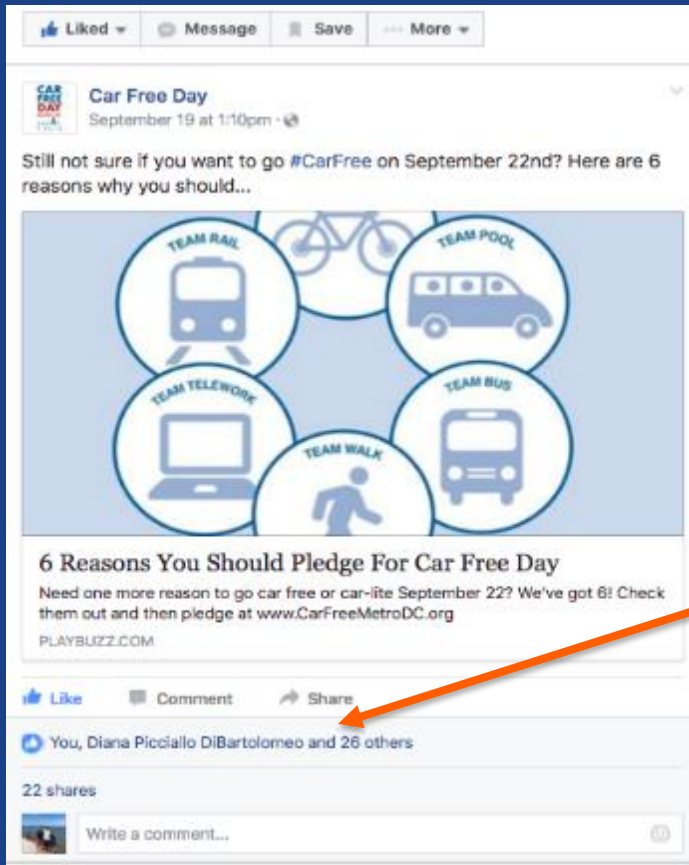 Liked
Message
Save
More
CAR
FREE
DAY
Car Free Day
September 19 at 1:10pm ·
Still not sure if you want to go #CarFree on September 22nd? Here are 6
reasons why you should...
TEAM RAIL
TEAM POOL
TEAM TELEWORK
TEAM BUS
TEAM WALK
6 Reasons You Should Pledge For Car Free Day
Need one more reason to go car free or car-lite September 22? We've got 6! Check
them out and then pledge at www.CarFreeMetroDC.org
PLAYBUZZ.COM
Like Comment Share
You, Diana Picciallo DiBartolomeo and 26 others
22 shares
Write a comment...